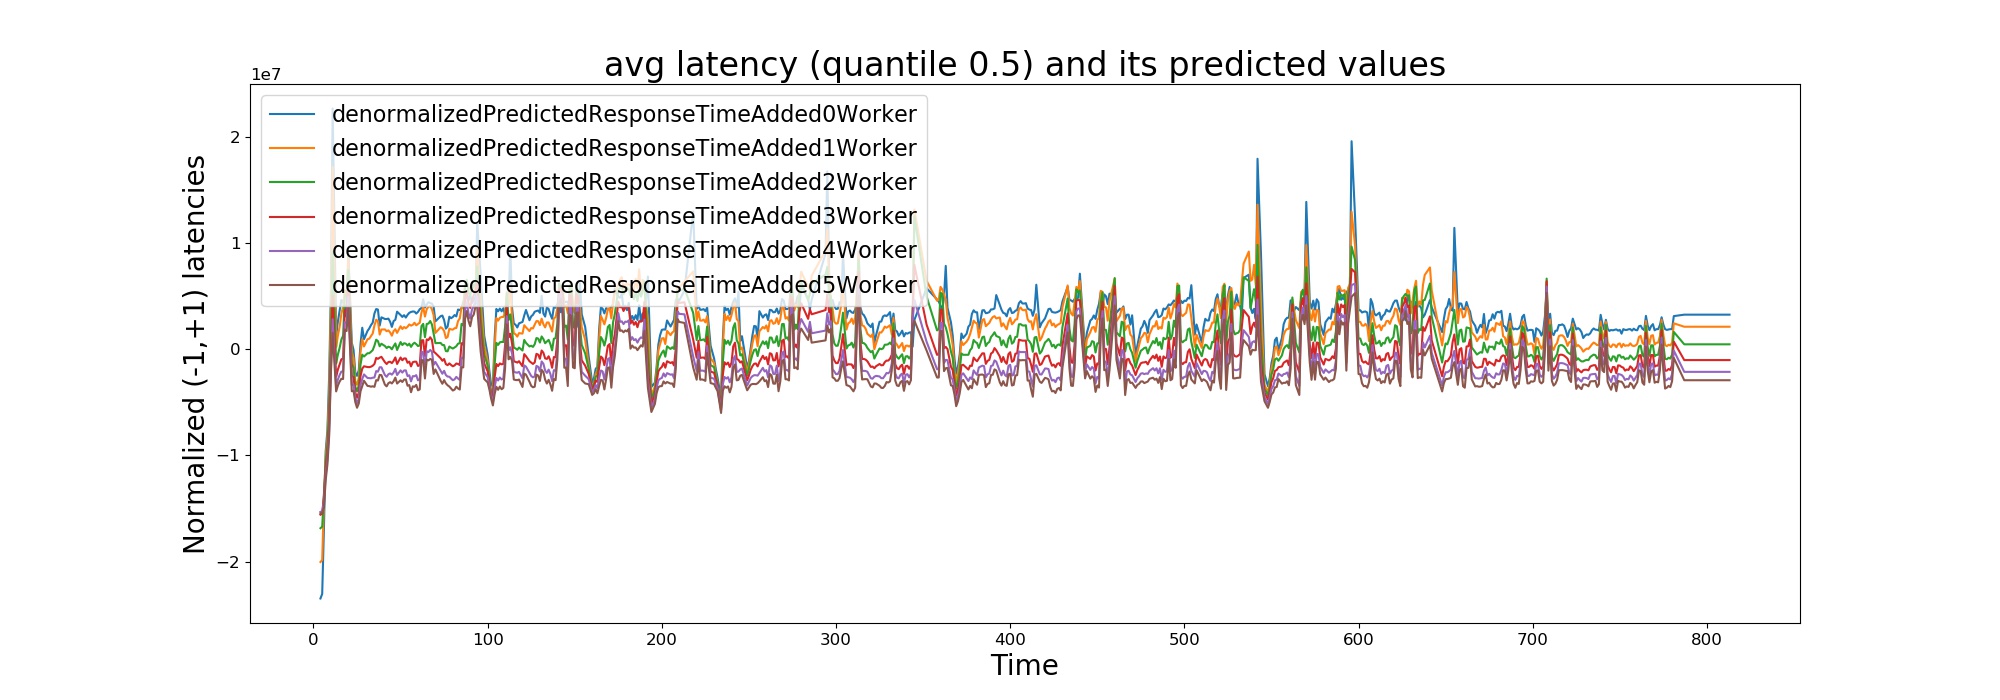 avg latency (quantile 0.5) and its predicted values
1e7
denormalizedPredictedResponseTimeAdded0Worker
denormalizedPredictedResponseTimeAdded1Worker
denormalizedPredictedResponseTimeAdded2Worker
denormalizedPredictedResponseTimeAdded3Worker
denormalizedPredictedResponseTimeAdded4Worker
denormalizedPredictedResponseTimeAdded5Worker
Normalized (-1,+1) latencies
2
1
0
−1
−2
0 100 200 300 400 500 600 700 800
Time